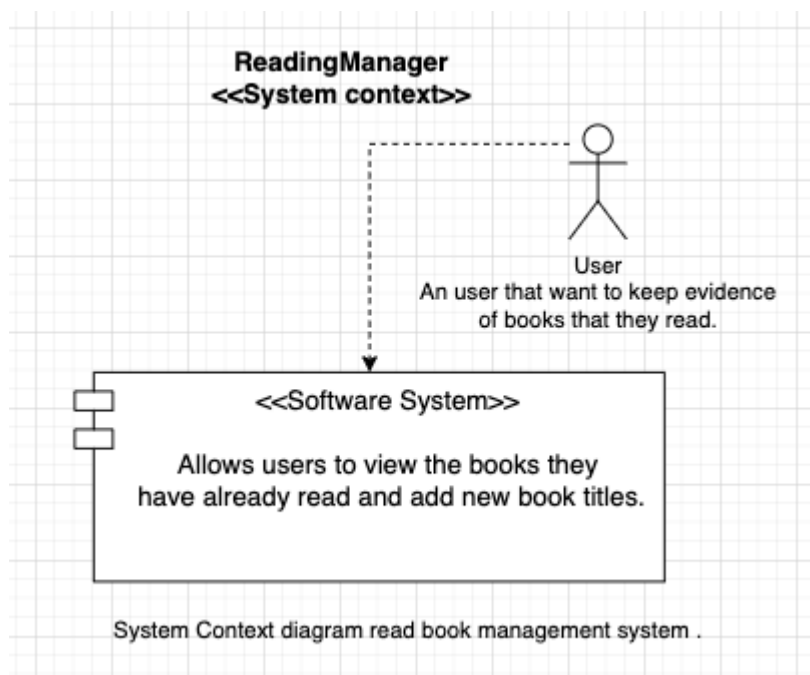 ReadingManager
<<System context>>
User
An user that want to keep evidence
of books that they read.
<<Software System>>
Allows users to view the books they
have already read and add new book titles.
System Context diagram read book management system .